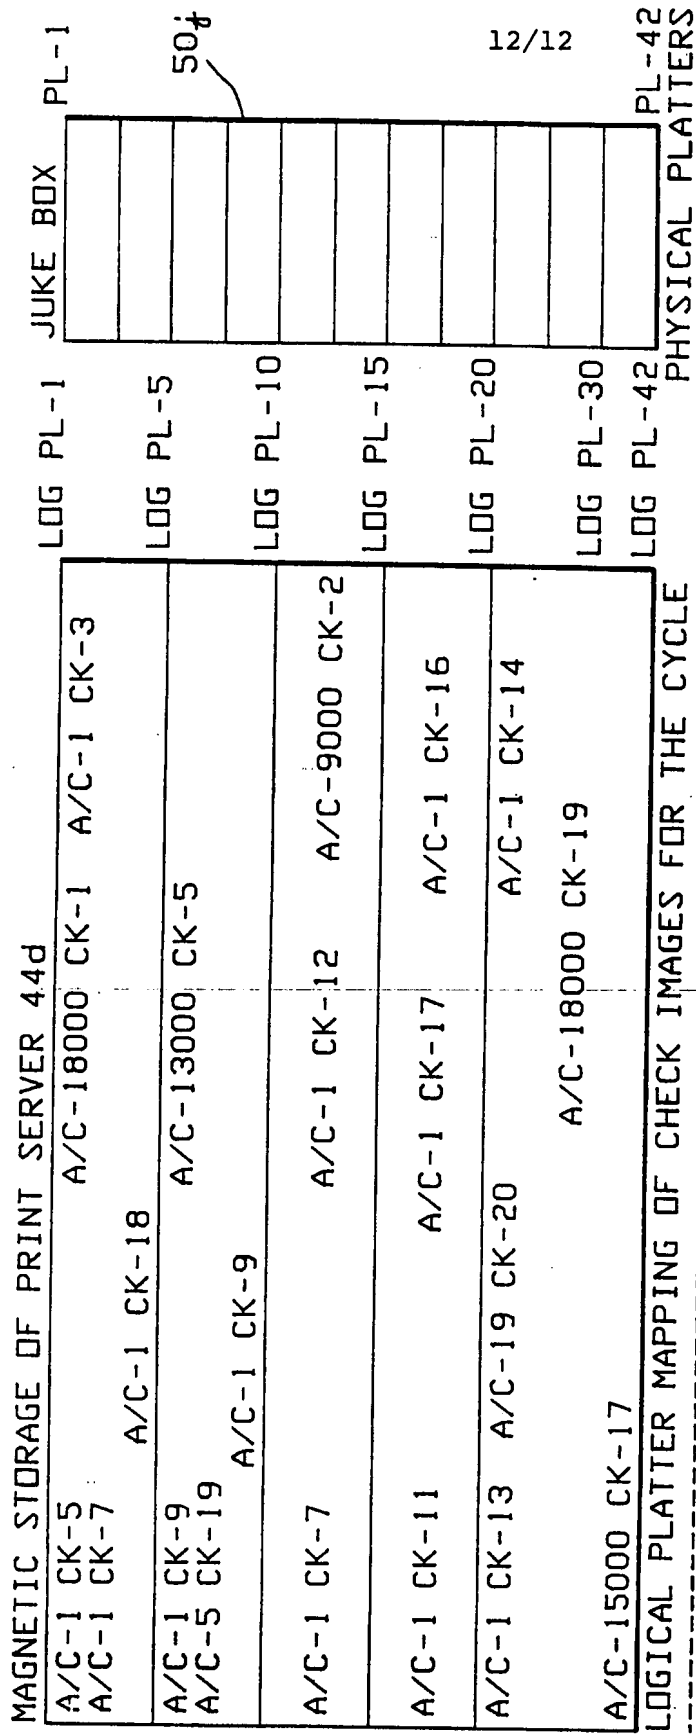 MAGNETIC STORAGE OF PRINT SERVER 44d
LOG PL-1
JUKE BOX
PL-1
50j
12/12
A/C-1 CK-5
A/C-18000 CK-1
A/C-1 CK-3
A/C-1 CK-7
A/C-1 CK-18
LOG PL-5
A/C-1 CK-9
A/C-13000 CK-5
A/C-5 CK-19
A/C-1 CK-9
LOG PL-10
A/C-1 CK-7
A/C-1 CK-12
A/C-9000 CK-2
LOG PL-15
A/C-1 CK-11
A/C-1 CK-17
A/C-1 CK-16
LOG PL-20
A/C-1 CK-13
A/C-19 CK-20
A/C-1 CK-14
A/C-18000 CK-19
LOG PL-30
A/C-15000 CK-17
LOG PL-42
PL-42
LOGICAL PLATTER MAPPING OF CHECK IMAGES FOR THE CYCLE
PHYSICAL PLATTERS